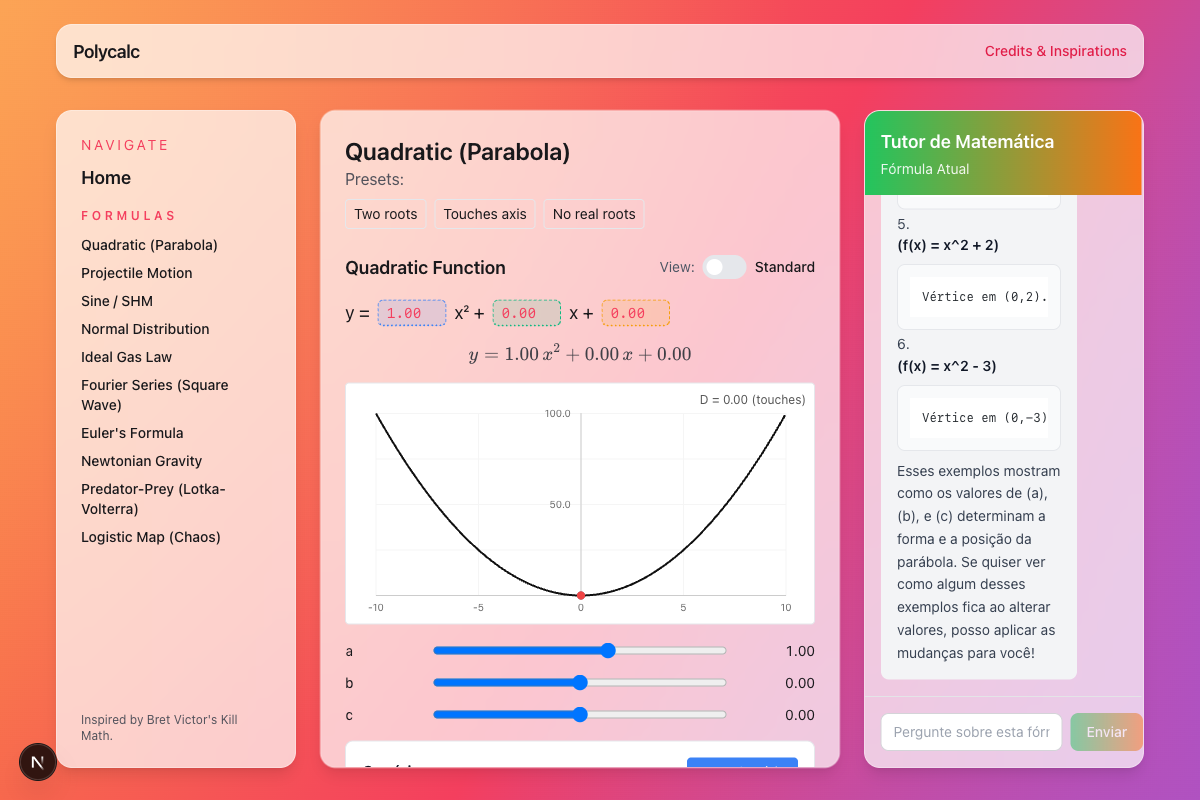 Polycalc
Credits & Inspirations
NAVIGATE
Home
FORMULAS
Quadratic (Parabola)
Projectile Motion
Sine / SHM
Normal Distribution
Ideal Gas Law
Fourier Series (Square
Wave)
Euler's Formula
Newtonian Gravity
Predator-Prey (Lotka-
Volterra)
Logistic Map (Chaos)
Inspired by Bret Victor's Kill
Math.
N
Quadratic (Parabola)
Presets:
Two roots
Touches axis
No real roots
Quadratic Function
View:
Standard
y = 1.00 x² + 0.00 x + 0.00
y = 1.00 x² + 0.00 x + 0.00
D = 0.00 (touches)
100.0
50.0
-10 -5 0 5 10
a 1.00
b 0.00
c 0.00
Tutor de Matemática
Fórmula Atual
5.
(f(x) = x^2 + 2)
Vértice em (0,2).
6.
(f(x) = x^2 - 3)
Vértice em (0,−3)
Esses exemplos mostram
como os valores de (a),
(b), e (c) determinam a
forma e a posição da
parábola. Se quiser ver
como algum desses
exemplos fica ao alterar
valores, posso aplicar as
mudanças para você!
Pergunte sobre esta fórr
Enviar